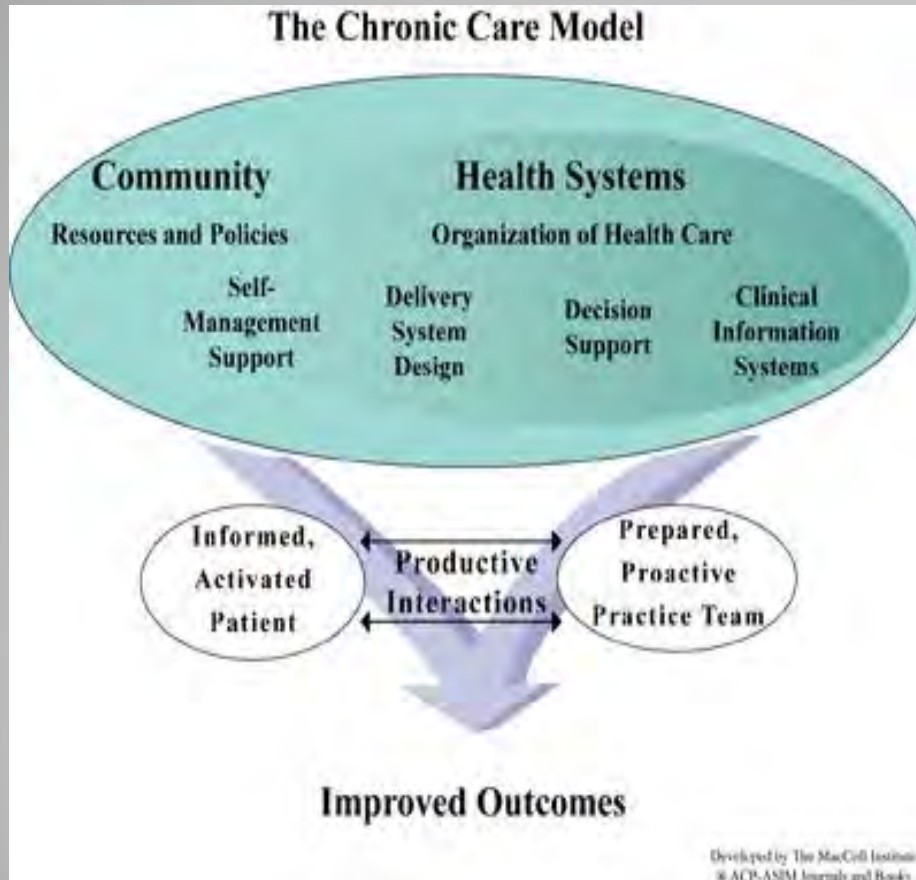 The Chronic Care Model
Community
Health Systems
Resources and Policies
Organization of Health Care
Self-
Management
Support
Delivery
System
Design
Decision
Support
Clinical
Information
Systems
Informed,
Activated
Patient
Productive
Interactions
Prepared,
Proactive
Practice Team
Improved Outcomes
Developed by The MacColl Institute
® ACP-ASIM Journals and Books